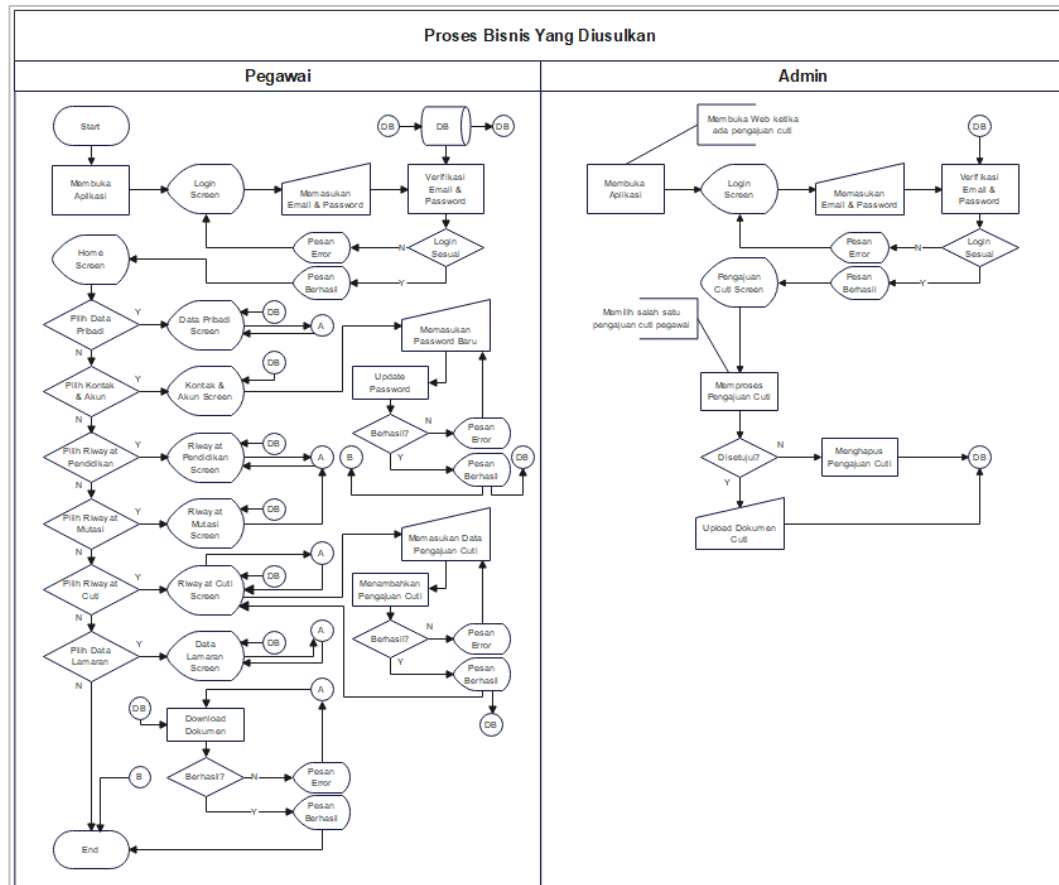 Proses Bisnis Yang Diusulkan
Pegawai
Admin
Start
DB
DB
DB
Membuka
Aplikasi
Login
Screen
Memasukan
Email & Password
Verifikasi
Email &
Password
Home
Screen
Pesan
Error
N
Login
Sesuai
Pesan
Berhasil
Y
Pilih Data
Pribadi
Y
N
Data Pribadi
Screen
DB
A
Memasukan
Password Baru
Pilih Kontak
& Akun
Y
N
Kontak &
Akun Screen
DB
Update
Password
Berhasil?
N
Y
Pesan
Error
Pesan
Berhasil
B
DB
Pilih Riwayat
Pendidikan
Y
N
Riwayat
Pendidikan
Screen
DB
A
Pilih Riwayat
Mutasi
Y
N
Riwayat
Mutasi
Screen
DB
Memasukan Data
Pengajuan Cuti
Pilih Riwayat
Cuti
Y
N
Riwayat Cuti
Screen
A
DB
Menambahkan
Pengajuan Cuti
Berhasil?
N
Y
Pesan
Error
Pesan
Berhasil
DB
Pilih Data
Lamaran
Y
N
Data
Lamaran
Screen
DB
A
A
DB
Download
Dokumen
Berhasil?
N
Y
Pesan
Error
Pesan
Berhasil
B
End
Membuka Web ketika
ada pengajuan cuti
DB
Membuka
Aplikasi
Login
Screen
Memasukan
Email & Password
Verifikasi
Email &
Password
Pesan
Error
N
Login
Sesuai
Pengajuan
Cuti Screen
Pesan
Berhasil
Y
Memilih salah satu
pengajuan cuti pegawai
Memproses
Pengajuan Cuti
Disetujui?
N
Y
Menghapus
Pengajuan Cuti
DB
Upload Dokumen
Cuti